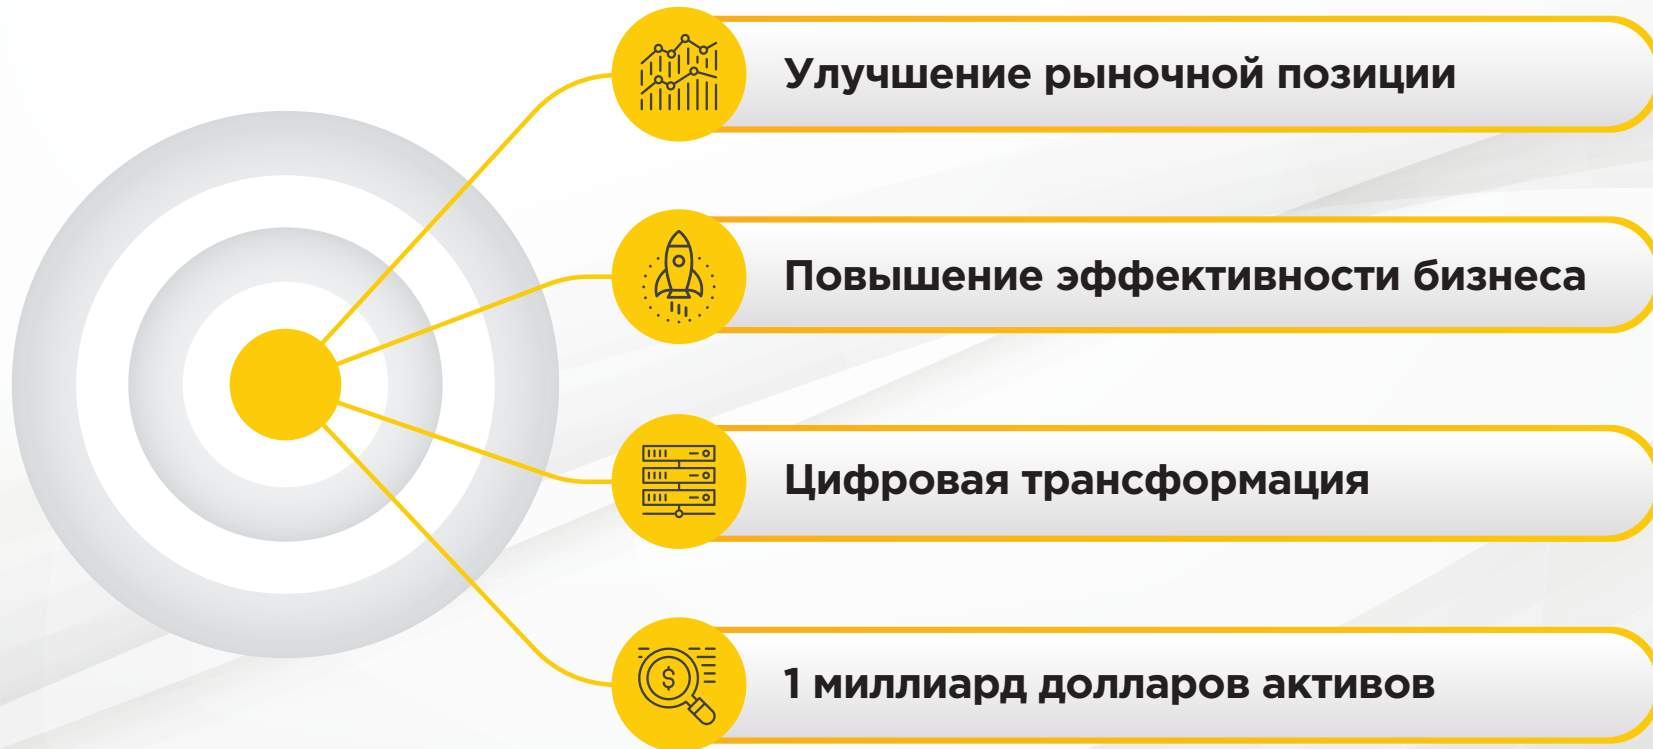 Улучшение рыночной позиции
Повышение эффективности бизнеса
Цифровая трансформация
1 миллиард долларов активов